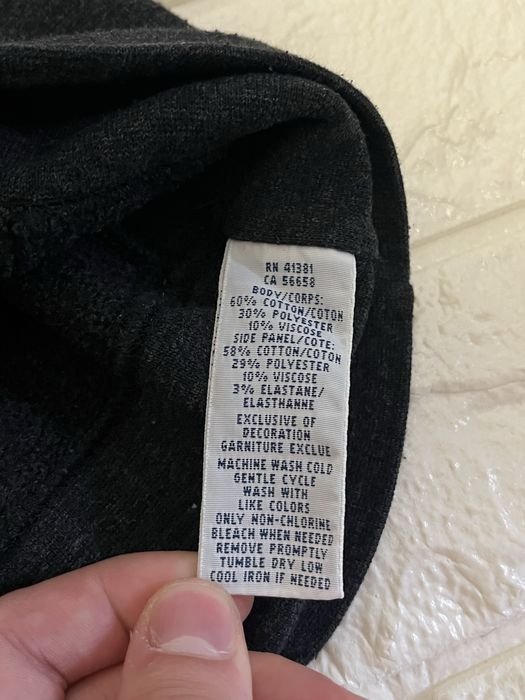 RN 41381
CA 56658
BODY/CORPS:
60% COTTON/COTON
30% POLYESTER
10% VISCOSE
SIDE PANEL/COTE:
58% COTTON/COTON
29% POLYESTER
10% VISCOSE
3% ELASTANE/
ELASTHANNE
EXCLUSIVE OF
DECORATION
GARNITURE EXCLUE
MACHINE WASH COLD
GENTLE CYCLE
WASH WITH
LIKE COLORS
ONLY NON-CHLORINE
BLEACH WHEN NEEDED
REMOVE PROMPTLY
TUMBLE DRY LOW
COOL IRON IF NEEDED